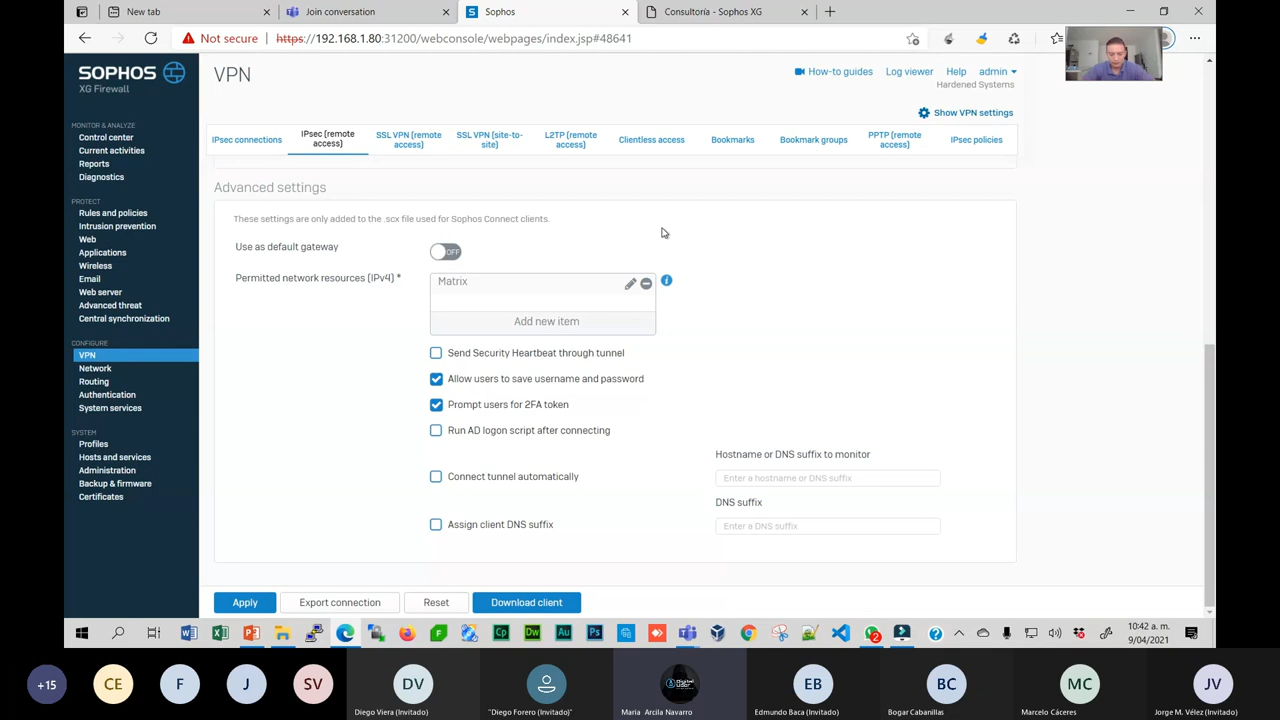 New tab
Join conversation
Sophos
Consultoría - Sophos XG
Not secure
https://192.168.1.80:31200/webconsole/webpages/index.jsp#48641
SOPHOS
XG Firewall
MONITOR & ANALYZE
Control center
Current activities
Reports
Diagnostics
PROTECT
Rules and policies
Intrusion prevention
Web
Applications
Wireless
Email
Web server
Advanced threat
Central synchronization
CONFIGURE
VPN
Network
Routing
Authentication
System services
SYSTEM
Profiles
Hosts and services
Administration
Backup & firmware
Certificates
VPN
How-to guides
Log viewer
Help
admin
Hardened Systems
Show VPN settings
IPsec connections
IPsec (remote
access)
SSL VPN (remote
access)
SSL VPN (site-to-
site)
L2TP (remote
access)
Clientless access
Bookmarks
Bookmark groups
PPTP (remote
access)
IPsec policies
Advanced settings
These settings are only added to the .scx file used for Sophos Connect clients.
Use as default gateway
OFF
Permitted network resources (IPv4) *
Matrix
Add new item
Send Security Heartbeat through tunnel
Allow users to save username and password
Prompt users for 2FA token
Run AD logon script after connecting
Hostname or DNS suffix to monitor
Connect tunnel automatically
Enter a hostname or DNS suffix
DNS suffix
Assign client DNS suffix
Enter a DNS suffix
Apply
Export connection
Reset
Download client
10:42 a. m.
9/04/2021
+15
CE
F
J
SV
DV
Diego Viera (Invitado)
"Diego Forero (Invitado)"
Maria Arcila Navarro
EB
Edmundo Baca (Invitado)
BC
Bogar Cabanillas
MC
Marcelo Cáceres
JV
Jorge M. Vélez (Invitado)